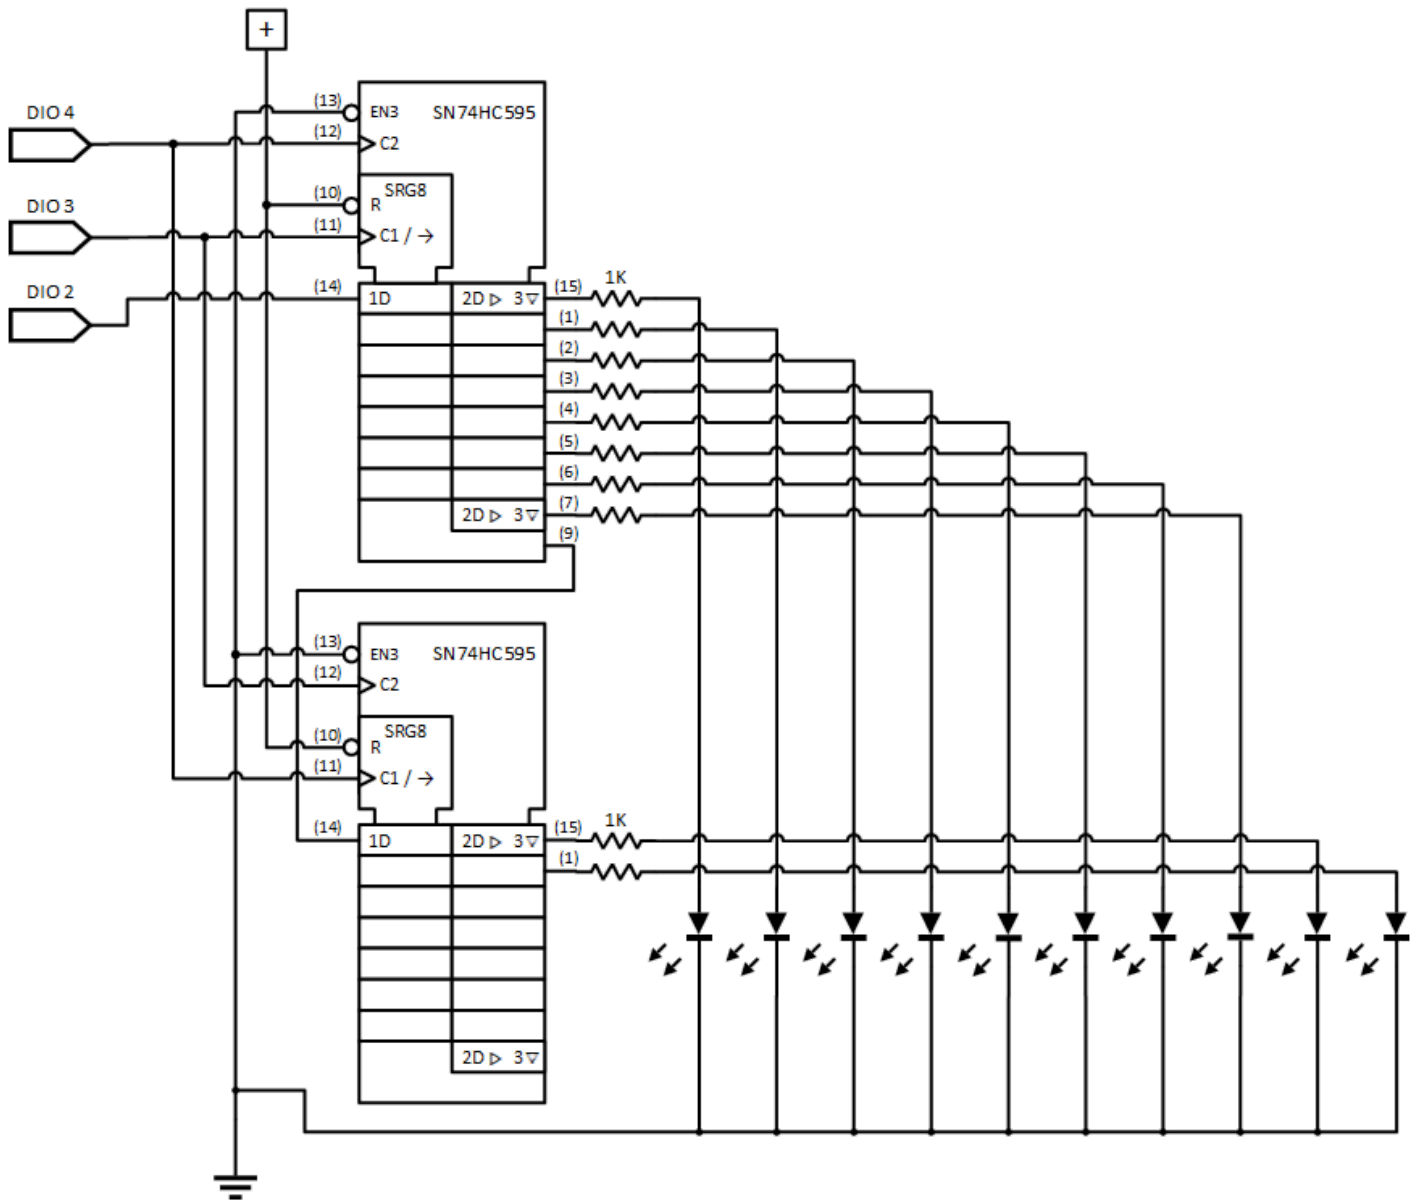 +
DIO 4
(13)
EN3
SN74HC595
(12)
C2
DIO 3
(10)
SRG8
R
(11)
C1 / →
DIO 2
(14)
1D
2D ▷ 3 ▽
(15)
1K
(1)
(2)
(3)
(4)
(5)
(6)
(7)
2D ▷ 3 ▽
(9)
(13)
EN3
SN74HC595
(12)
C2
(10)
SRG8
R
(11)
C1 / →
(14)
1D
2D ▷ 3 ▽
(15)
1K
(1)
2D ▷ 3 ▽